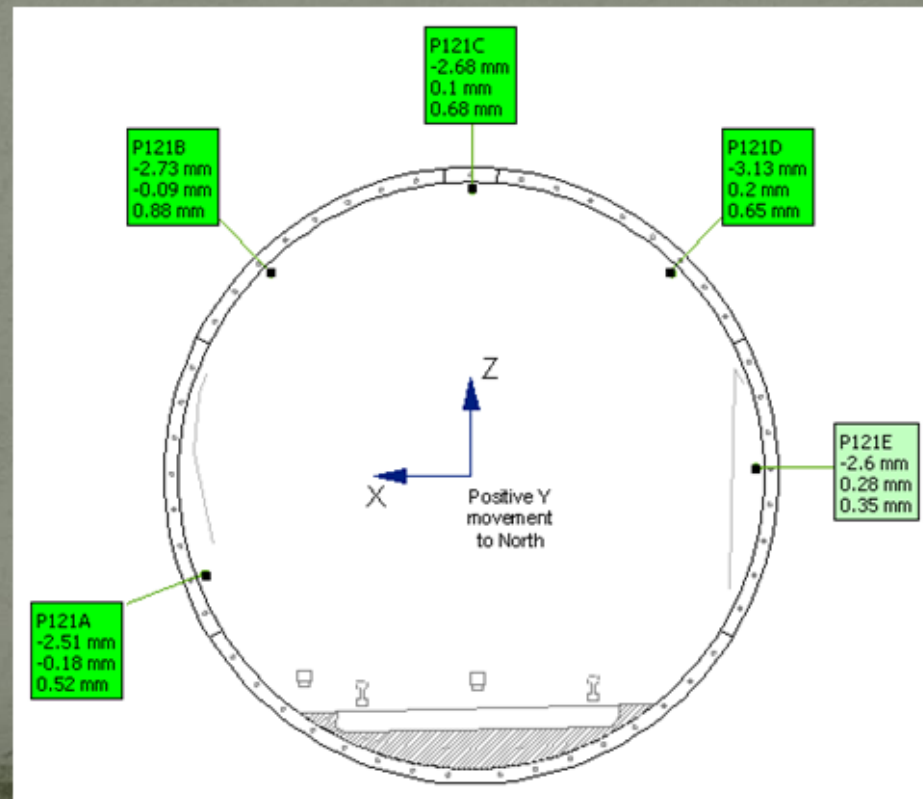 P121C
-2.68 mm
0.1 mm
0.68 mm
P121B
-2.73 mm
-0.09 mm
0.88 mm
P121D
-3.13 mm
0.2 mm
0.65 mm
Z
X
Positive Y
movement
to North
P121E
-2.6 mm
0.28 mm
0.35 mm
P121A
-2.51 mm
-0.18 mm
0.52 mm